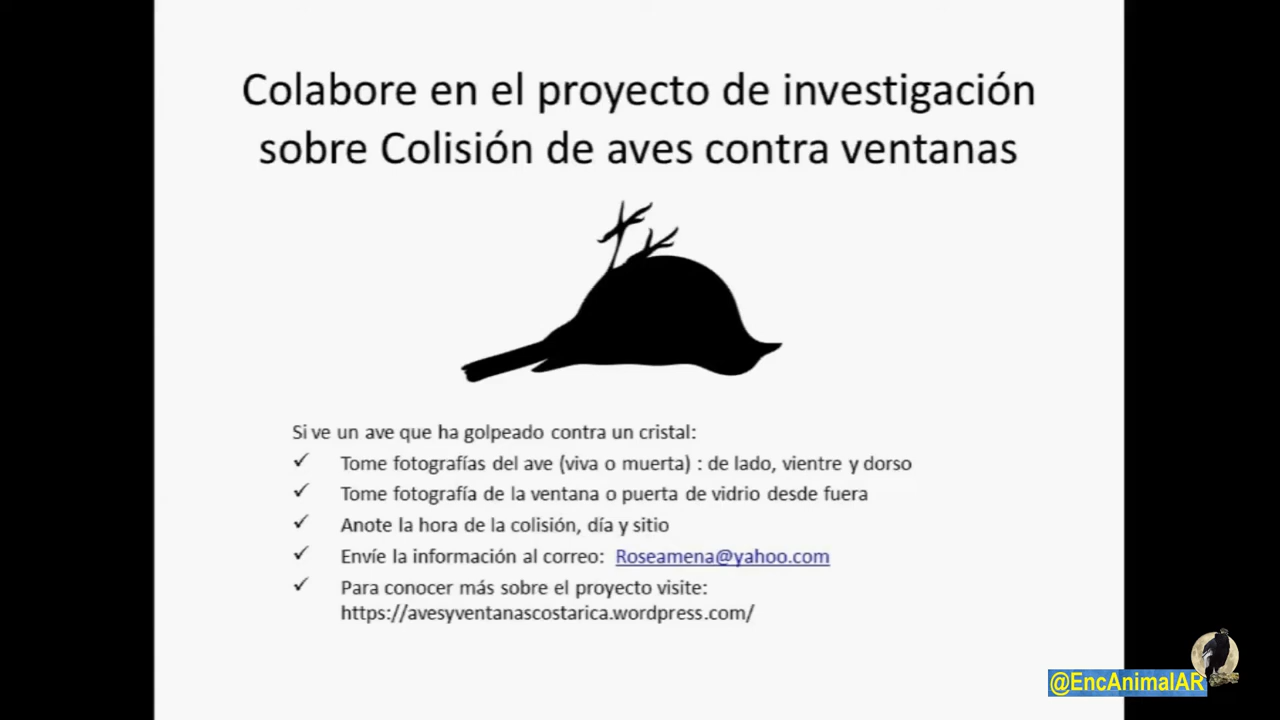 Colabore en el proyecto de investigación
sobre Colisión de aves contra ventanas
Si ve un ave que ha golpeado contra un cristal:
✓ Tome fotografías del ave (viva o muerta) : de lado, vientre y dorso
✓ Tome fotografía de la ventana o puerta de vidrio desde fuera
✓ Anote la hora de la colisión, día y sitio
✓ Envíe la información al correo: Roseamena@yahoo.com
✓ Para conocer más sobre el proyecto visite:
https://avesyventanascostarica.wordpress.com/
@EncAnimalAR